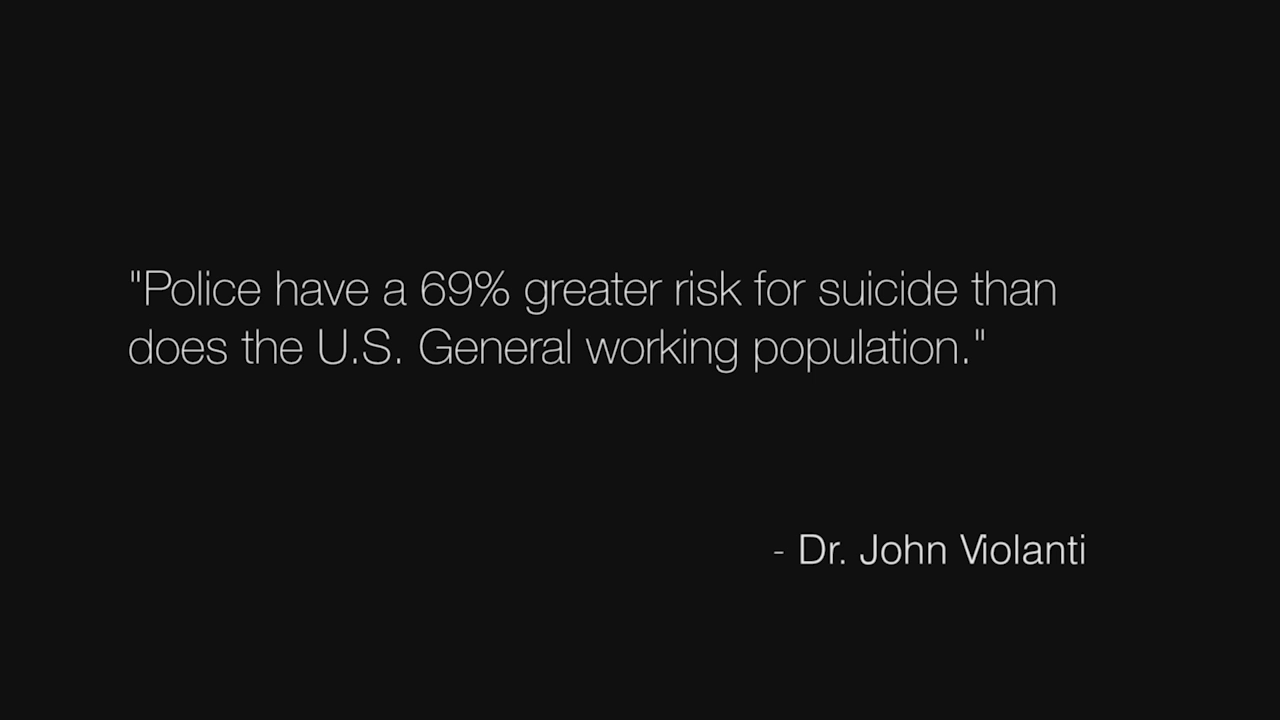 "Police have a 69% greater risk for suicide than
does the U.S. General working population."
- Dr. John Violanti